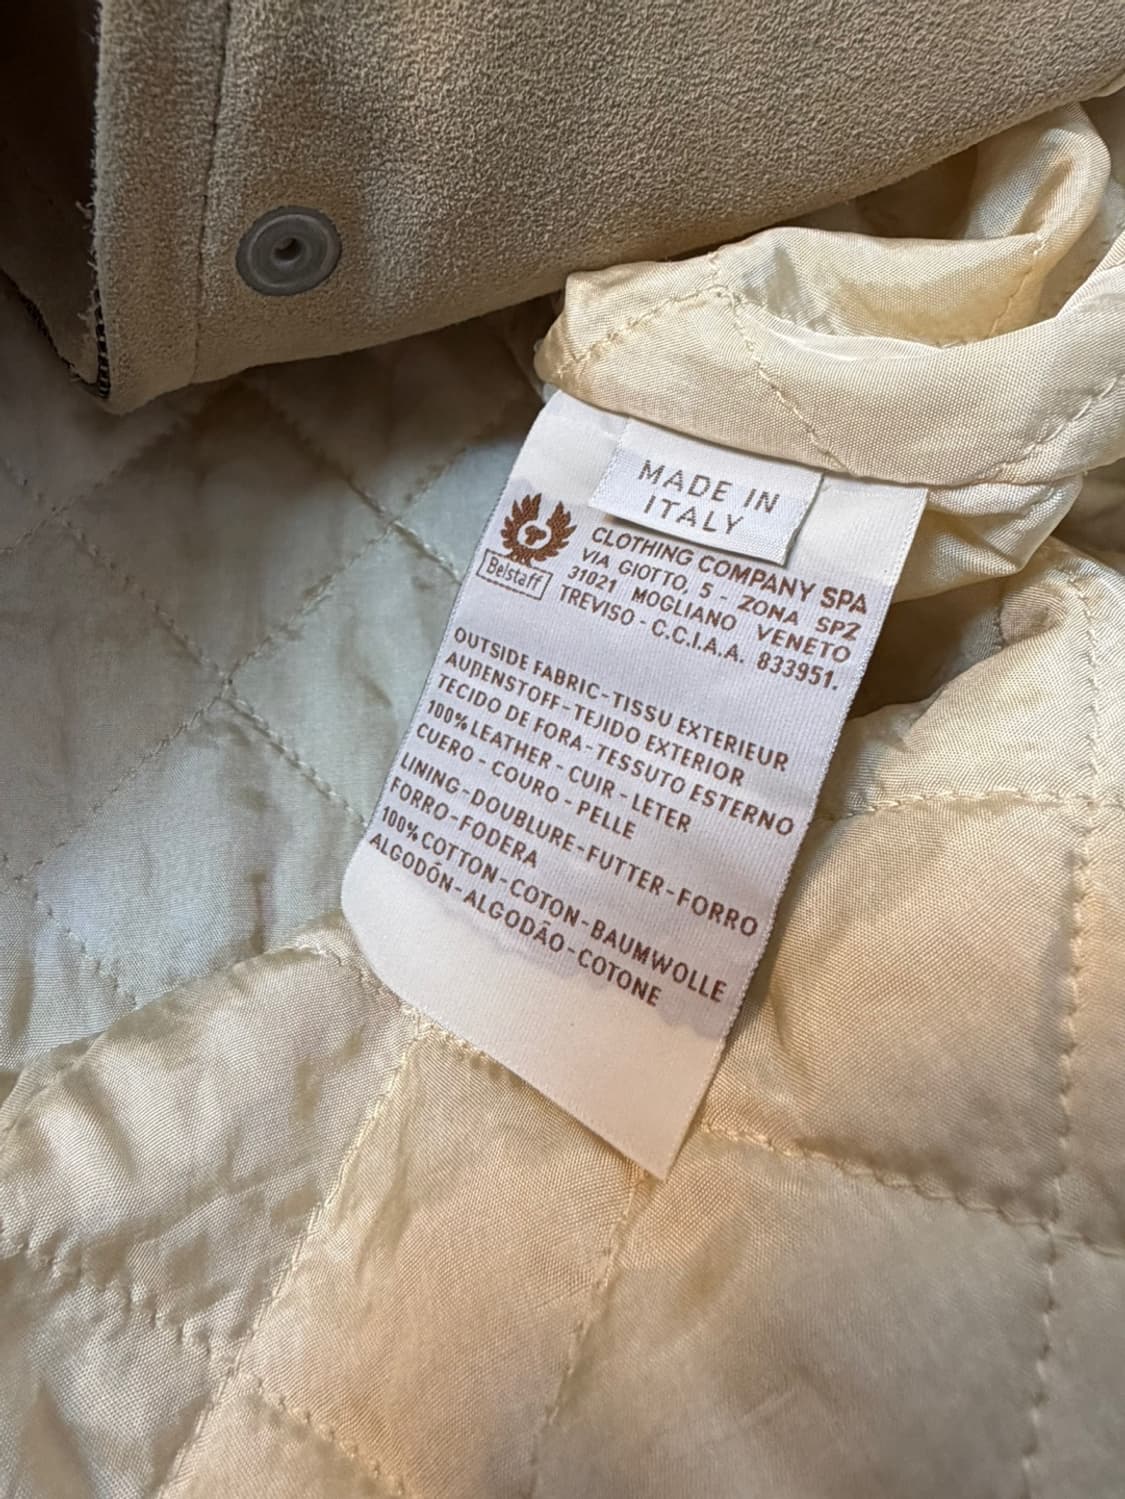 MADE IN
ITALY
Belstaff
CLOTHING COMPANY SPA
VIA GIOTTO, 5 - ZONA SPZ
31021 MOGLIANO VENETO
TREVISO - C.C.I.A.A. 833951.
OUTSIDE FABRIC-TISSU EXTERIEUR
AUßENSTOFF-TEJIDO EXTERIOR
TECIDO DE FORA-TESSUTO ESTERNO
100%LEATHER - CUIR - LETER
CUERO - COURO - PELLE
LINING-DOUBLURE-FUTTER-FORRO
FORRO-FODERA
100%COTTON-COTON-BAUMWOLLE
ALGODÓN-ALGODÃO-COTONE